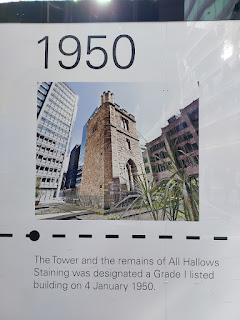 1950
The Tower and the remains of All Hallows
Staining was designated a Grade I listed
building on 4 January 1950.